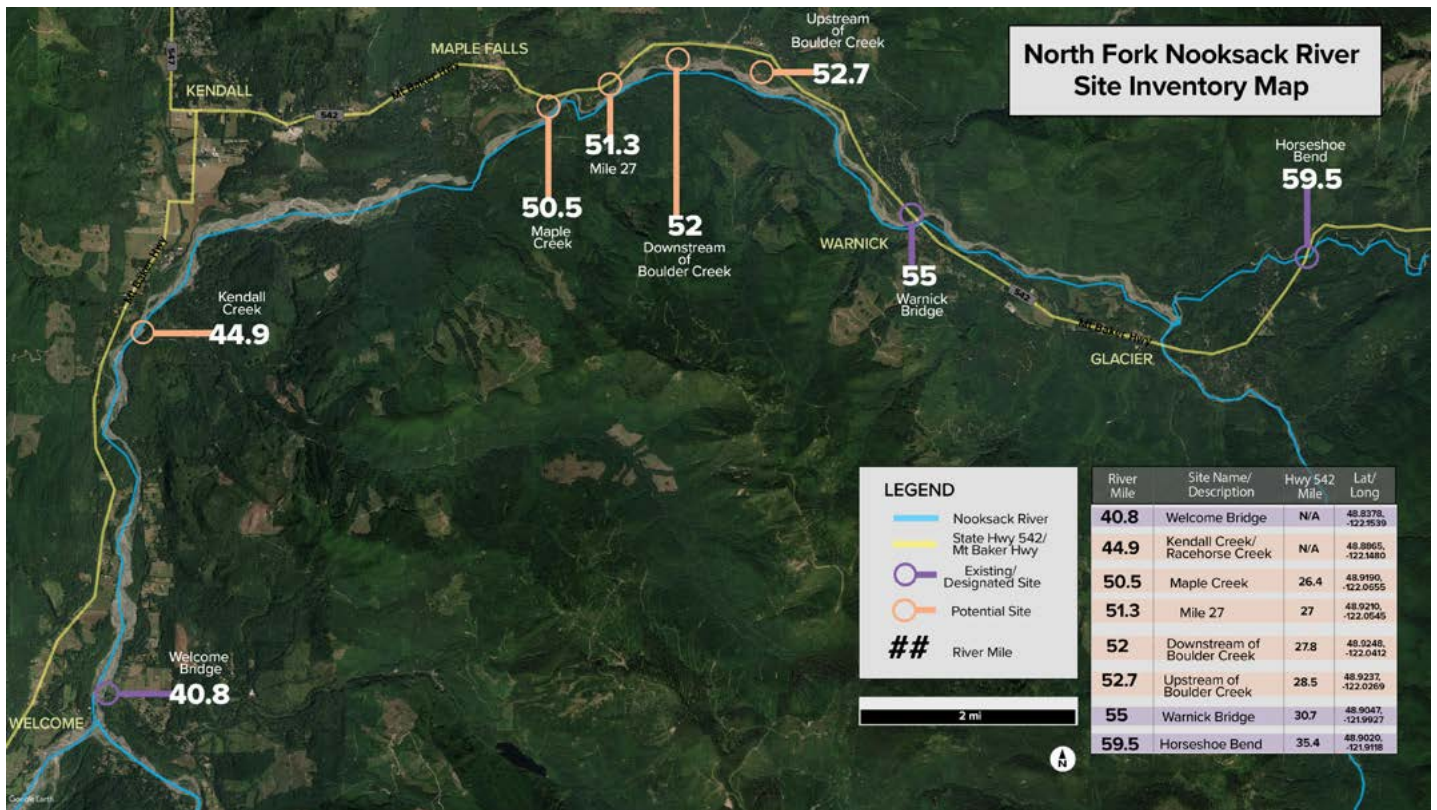 North Fork Nooksack River
Site Inventory Map
Upstream
of
Boulder Creek
52.7
MAPLE FALLS
547
KENDALL
Mt Baker Hwy
542
51.3
Mile 27
50.5
Maple
Creek
52
Downstream
of
Boulder Creek
Horseshoe
Bend
59.5
WARNICK
55
Warnick
Bridge
542
Mt Baker Hwy
GLACIER
Mt Baker Hwy
Kendall
Creek
44.9
Welcome
Bridge
40.8
WELCOME
LEGEND
Nooksack River
State Hwy 542/
Mt Baker Hwy
Existing/
Designated Site
Potential Site
## River Mile
2 mi
N
River Mile Site Name/ Description Hwy 542 Mile Lat/ Long
40.8 Welcome Bridge N/A 48.8378, -122.1539
44.9 Kendall Creek/ Racehorse Creek N/A 48.8865, -122.1480
50.5 Maple Creek 26.4 48.9190, -122.0655
51.3 Mile 27 27 48.9210, -122.0545
52 Downstream of Boulder Creek 27.8 48.9248, -122.0412
52.7 Upstream of Boulder Creek 28.5 48.9237, -122.0269
55 Warnick Bridge 30.7 48.9047, -121.9927
59.5 Horseshoe Bend 35.4 48.9020, -121.9118
Google Earth